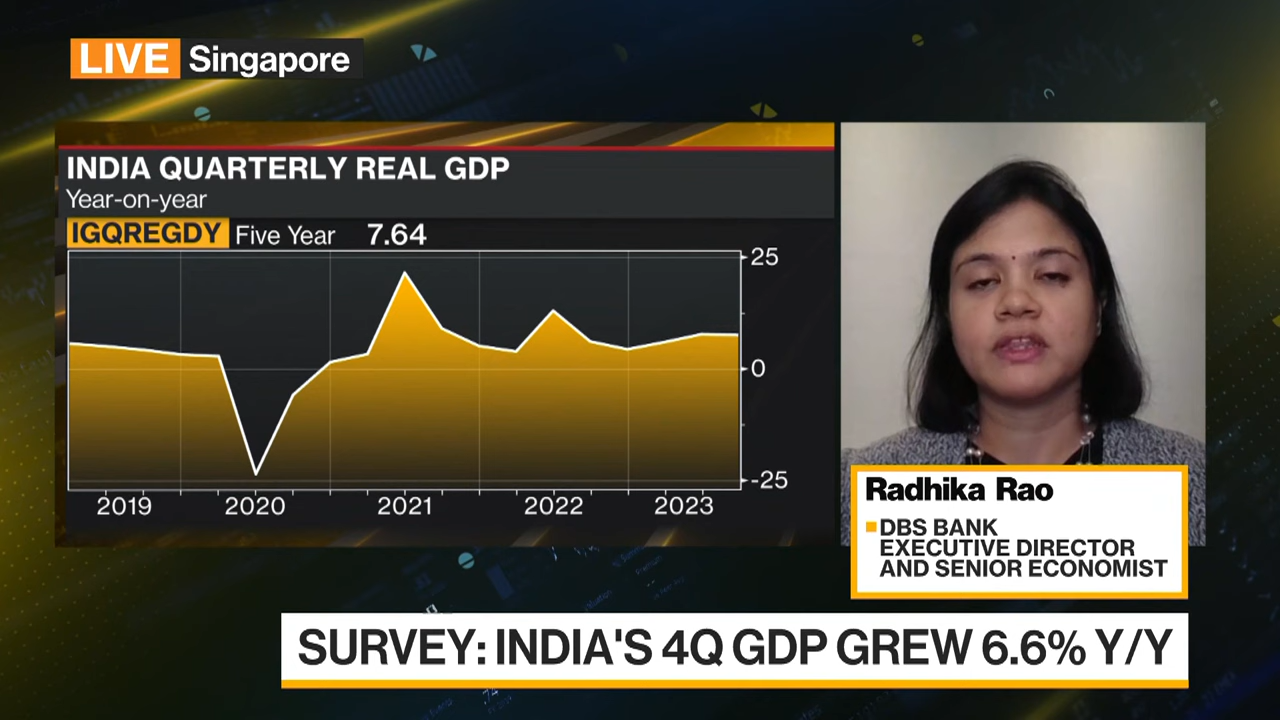 LIVE Singapore
INDIA QUARTERLY REAL GDP
Year-on-year
IGQREGDY Five Year 7.64
25
0
-25
2019 2020 2021 2022 2023
Radhika Rao
DBS BANK
EXECUTIVE DIRECTOR
AND SENIOR ECONOMIST
SURVEY: INDIA'S 4Q GDP GREW 6.6% Y/Y